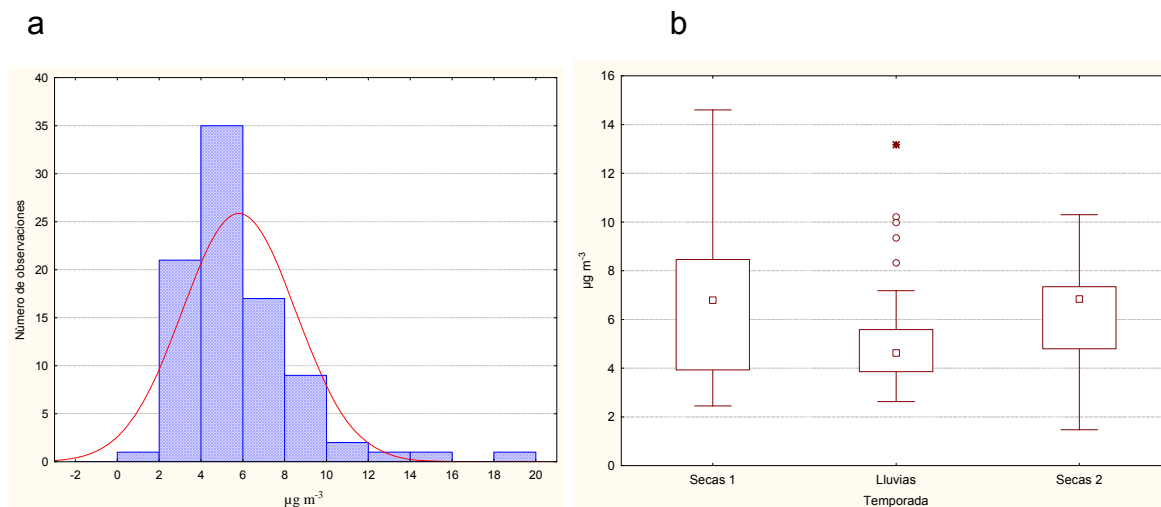 a
b
40
35
30
25
20
15
10
5
0
Número de observaciones
-2 0 2 4 6 8 10 12 14 16 18 20
µg m-3
16
14
12
10
8
6
4
2
0
µg m-3
Secas 1 Lluvias Secas 2
Temporada